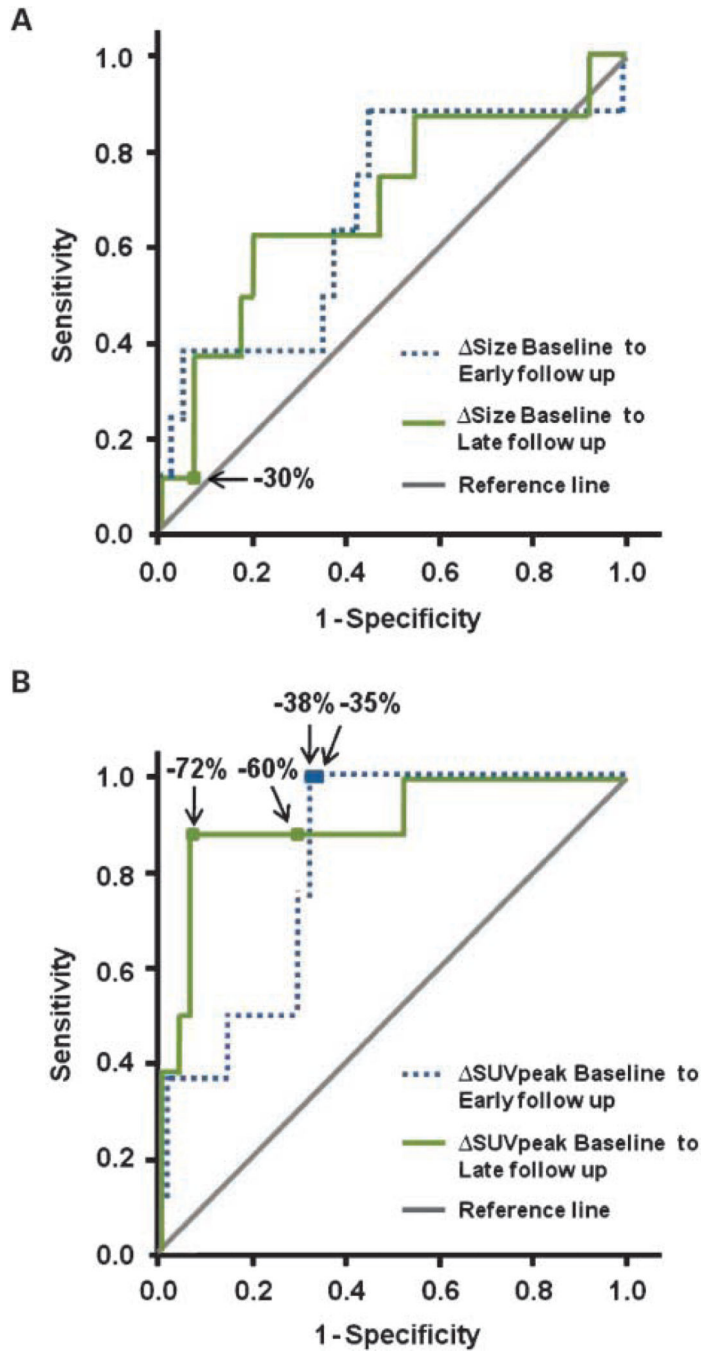 A
1.0
0.8
0.6
0.4
0.2
0.0
Sensitivity
ΔSize Baseline to
Early follow up
ΔSize Baseline to
Late follow up
Reference line
-30%
0.0 0.2 0.4 0.6 0.8 1.0
1-Specificity
B
-38% -35%
-72% -60%
1.0
0.8
0.6
0.4
0.2
0.0
Sensitivity
ΔSUVpeak Baseline to
Early follow up
ΔSUVpeak Baseline to
Late follow up
Reference line
0.0 0.2 0.4 0.6 0.8 1.0
1-Specificity